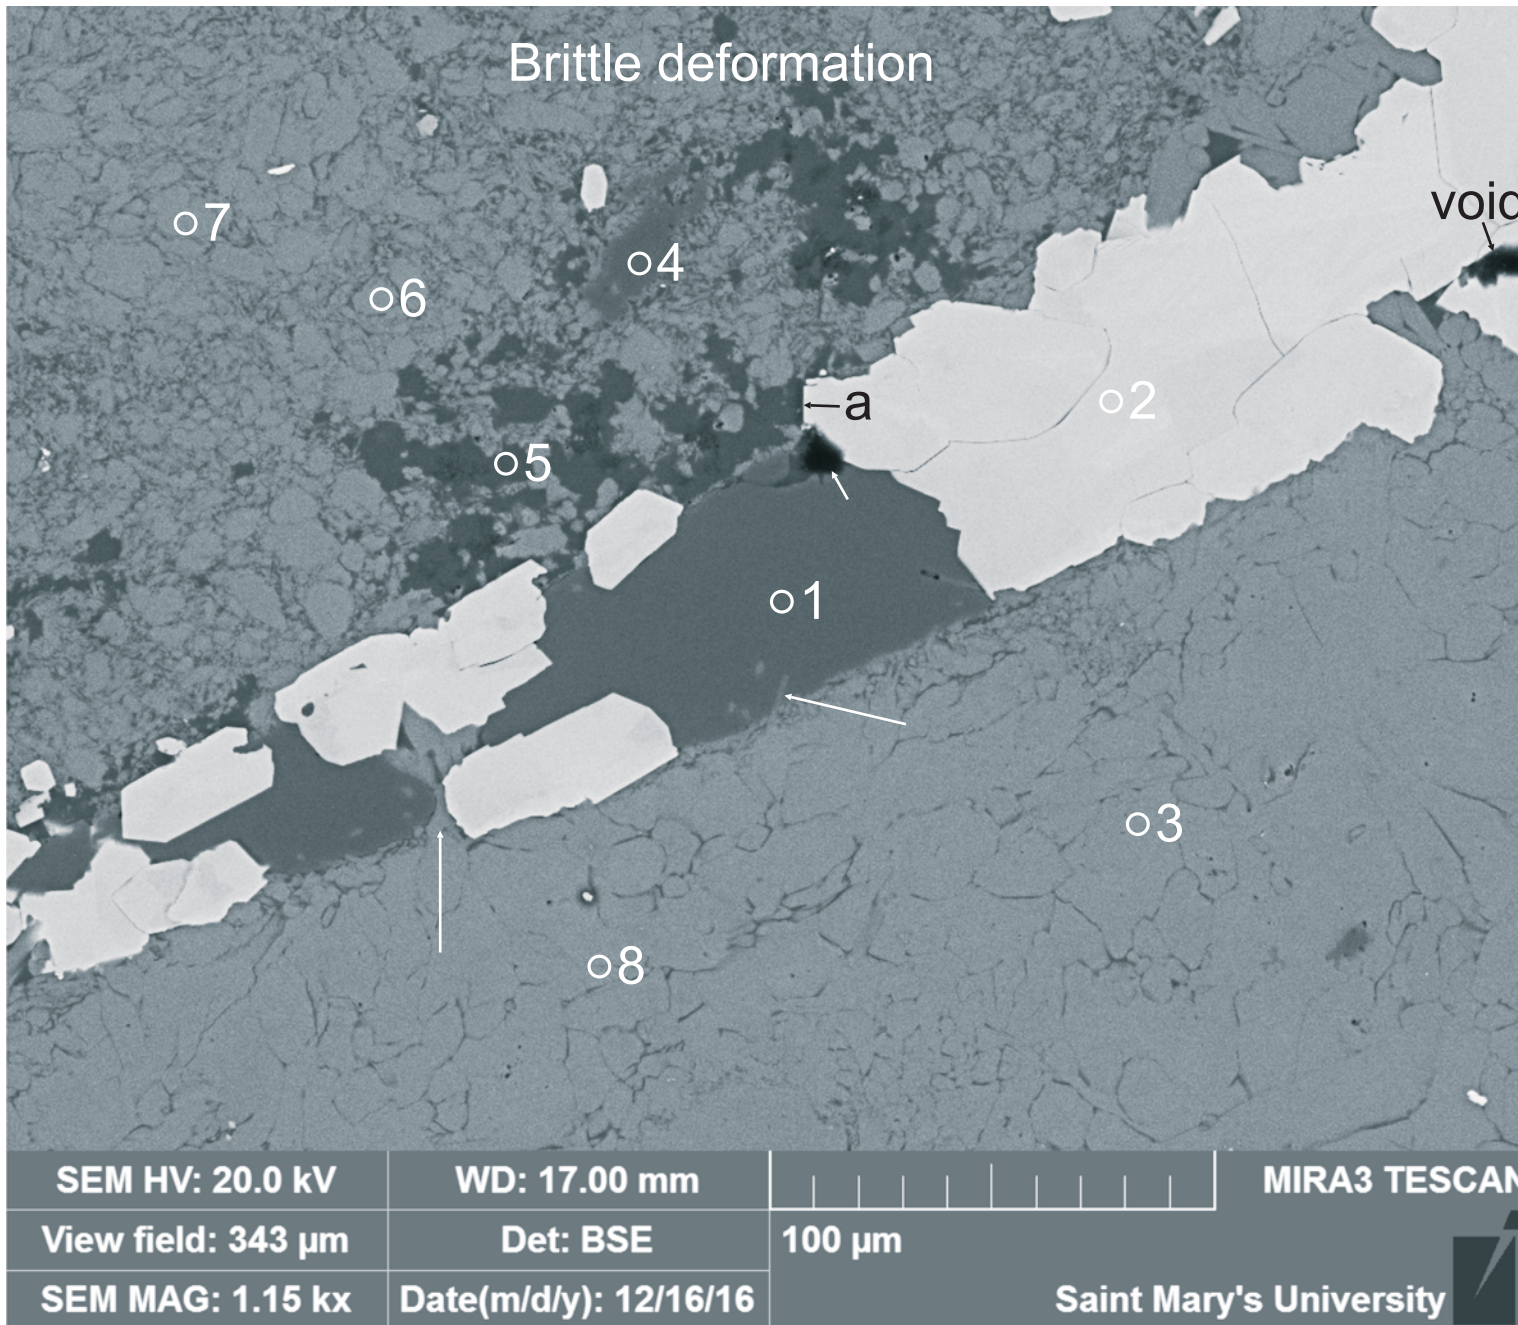 Brittle deformation
void
7
4
6
a
2
5
1
3
8
SEM HV: 20.0 kV
WD: 17.00 mm
MIRA3 TESCAN
View field: 343 µm
Det: BSE
100 µm
SEM MAG: 1.15 kx
Date(m/d/y): 12/16/16
Saint Mary's University